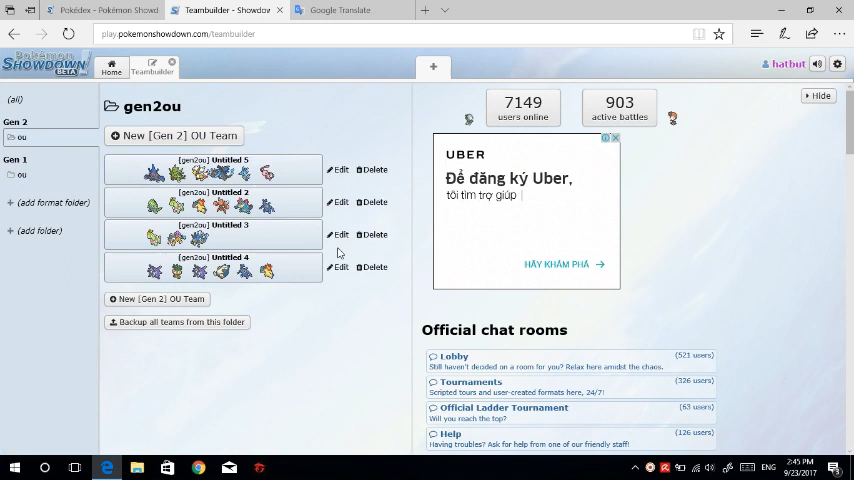 Pokédex - Pokémon Showd
Teambuilder - Showdow
Google Translate
play.pokemonshowdown.com/teambuilder
Pokémon
SHOWDOWN
BETA
Home
Teambuilder
hatbut
(all)
Gen 2
ou
Gen 1
ou
(add format folder)
(add folder)
gen2ou
New [Gen 2] OU Team
[gen2ou] Untitled 5
Edit Delete
[gen2ou] Untitled 2
Edit Delete
[gen2ou] Untitled 3
Edit Delete
[gen2ou] Untitled 4
Edit Delete
New [Gen 2] OU Team
Backup all teams from this folder
7149
users online
903
active battles
Hide
UBER
Để đăng ký Uber,
tôi tìm trợ giúp
HÃY KHÁM PHÁ
Official chat rooms
Lobby (521 users)
Still haven't decided on a room for you? Relax here amidst the chaos.
Tournaments (326 users)
Scripted tours and user-created formats here, 24/7!
Official Ladder Tournament (63 users)
Will you reach the top?
Help (126 users)
Having troubles? Ask for help from one of our friendly staff!
ENG
2:45 PM
9/23/2017
3